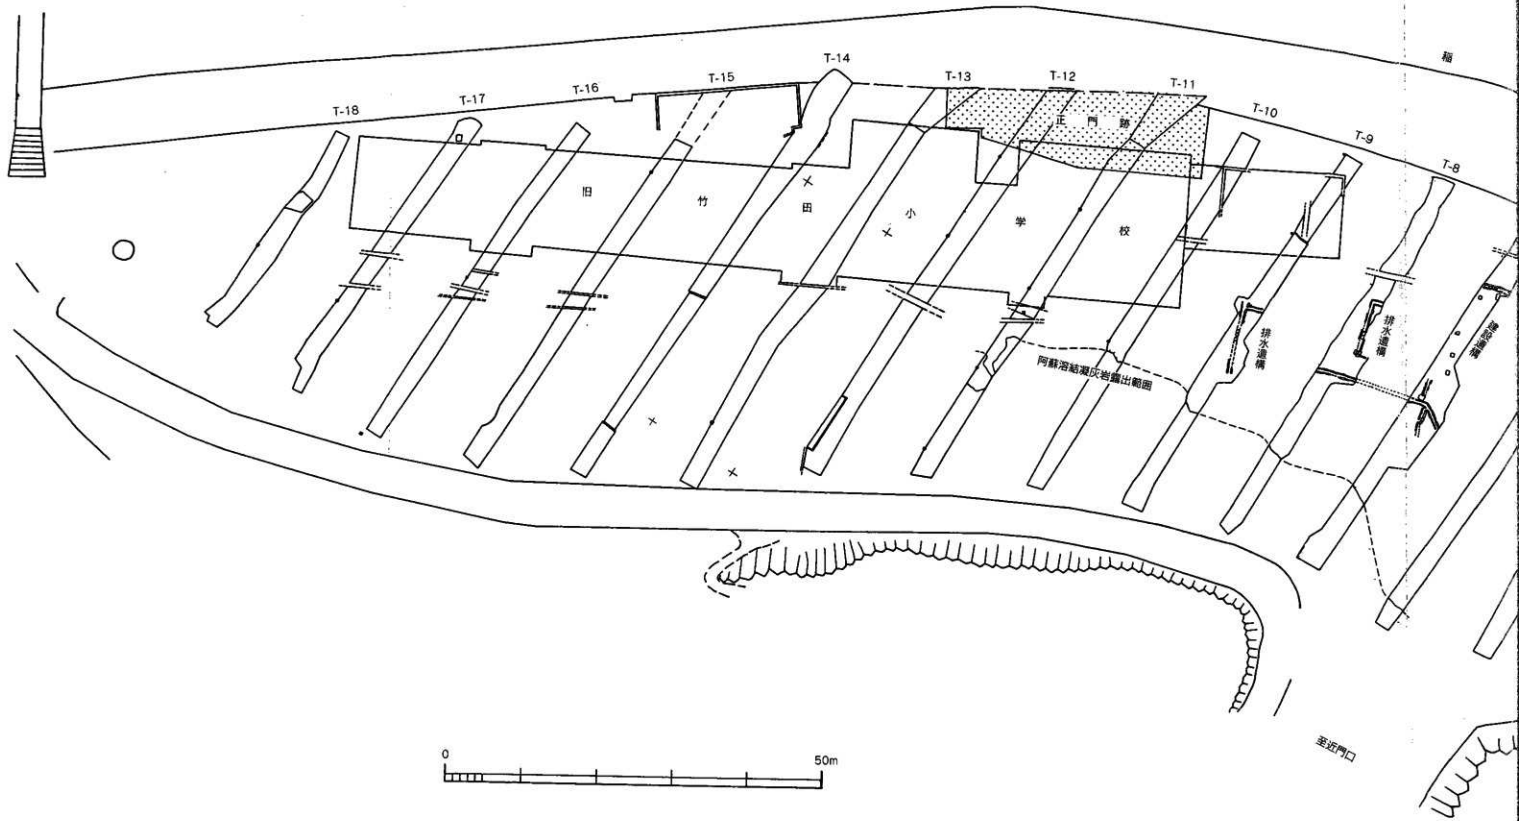 稲
T-14
T-15
T-13
T-12
T-11
T-16
T-17
T-18
T-10
T-9
T-8
正門跡
旧竹田小学校
阿蘇溶結凝灰岩露出範囲
排水遺構
排水遺構
建設遺構
至近門口
0
50m